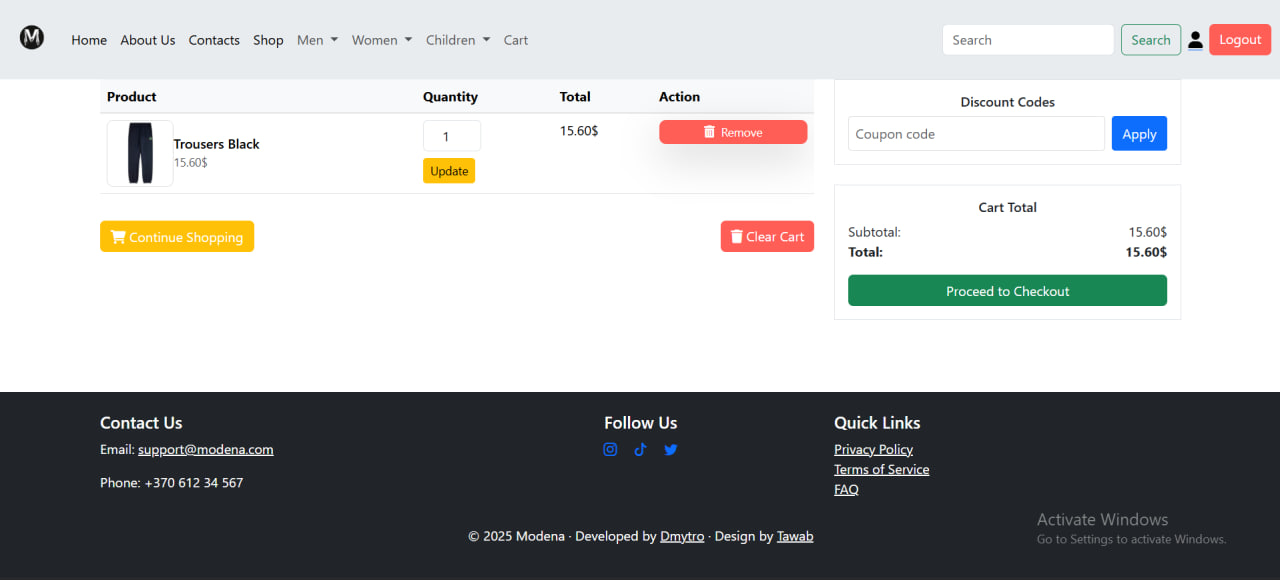 M Home About Us Contacts Shop Men Women Children Cart Search Search Logout
Product Quantity Total Action
Trousers Black
15.60$
1
Update
15.60$
Remove
Continue Shopping
Clear Cart
Discount Codes
Coupon code Apply
Cart Total
Subtotal: 15.60$
Total: 15.60$
Proceed to Checkout
Contact Us
Email: support@modena.com
Phone: +370 612 34 567
Follow Us
Quick Links
Privacy Policy
Terms of Service
FAQ
© 2025 Modena · Developed by Dmytro · Design by Tawab
Activate Windows
Go to Settings to activate Windows.